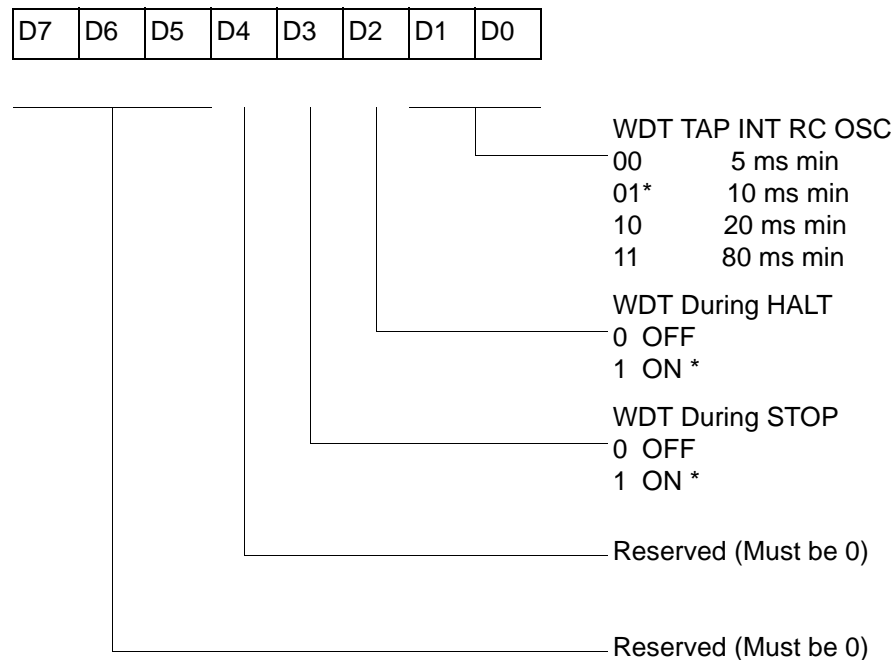 D7 D6 D5 D4 D3 D2 D1 D0
WDT TAP INT RC OSC
00 5 ms min
01* 10 ms min
10 20 ms min
11 80 ms min
WDT During HALT
0 OFF
1 ON *
WDT During STOP
0 OFF
1 ON *
Reserved (Must be 0)
Reserved (Must be 0)